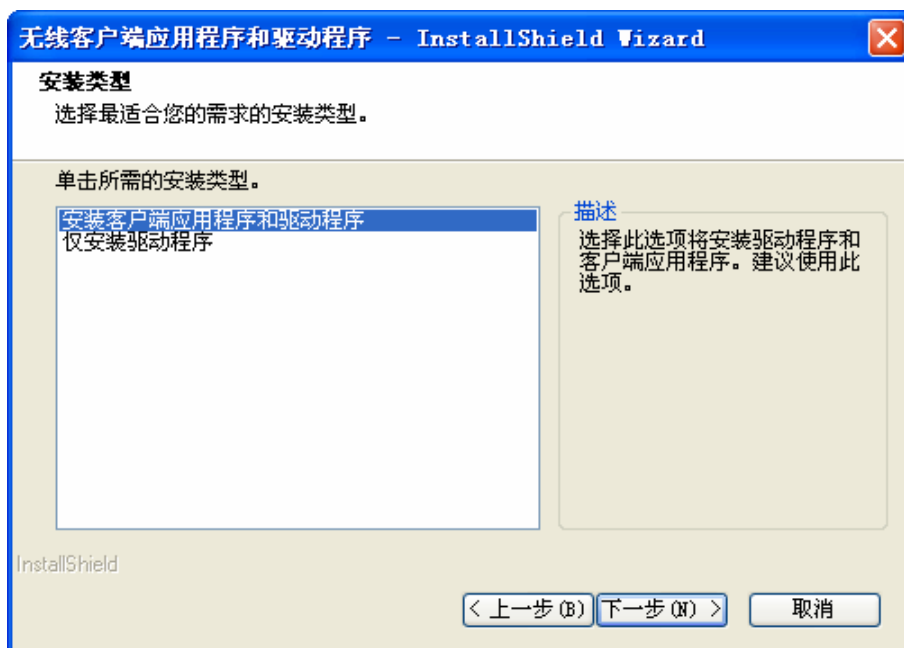 无线客户端应用程序和驱动程序 - InstallShield Wizard
安装类型
选择最适合您的需求的安装类型。
单击所需的安装类型。
安装客户端应用程序和驱动程序
仅安装驱动程序
描述
选择此选项将安装驱动程序和
客户端应用程序。建议使用此
选项。
InstallShield
< 上一步(B)
下一步(N) >
取消